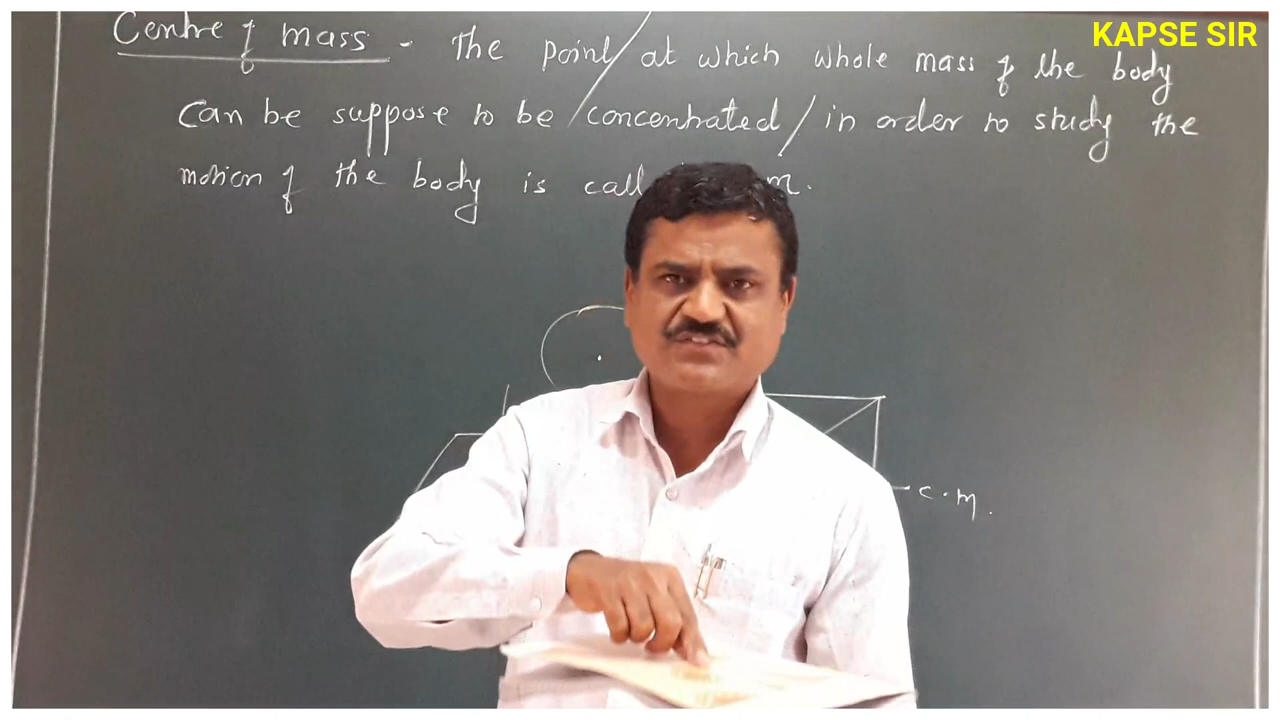 KAPSE SIR
Centre of mass - The point / at which whole mass of the body
can be suppose to be / concentrated / in order to study the
motion of the body is call m.
c.m.